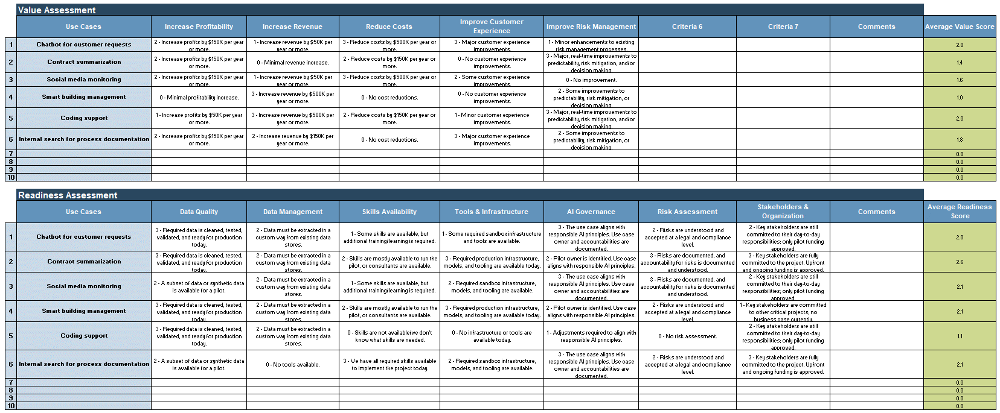 Value Assessment
Use Cases
Increase Profitability
Increase Revenue
Reduce Costs
Improve Customer
Experience
Improve Risk Management
Criteria 6
Criteria 7
Comments
Average Value Score
1
Chatbot for customer requests
2 - Increase profits by $150K per year
or more.
1 - Increase revenue by $50K per
year or more.
3 - Reduce costs by $500K per year or
more.
3 - Major customer experience
improvements.
1 - Minor enhancements to existing
risk management processes.
2.0
2
Contract summarization
2 - Increase profits by $150K per year
or more.
0 - Minimal revenue increase.
2 - Reduce costs by $150K per year or
more.
0 - No customer experience
improvements.
3 - Major, real-time improvements to
predictability, risk mitigation, and/or
decision making.
1.4
3
Social media monitoring
2 - Increase profits by $150K per year
or more.
1 - Increase revenue by $50K per
year or more.
3 - Reduce costs by $500K per year or
more.
2 - Some customer experience
improvements.
0 - No improvement.
1.6
4
Smart building management
0 - Minimal profitability increase.
3 - Increase revenue by $500K per
year or more.
0 - No cost reductions.
0 - No customer experience
improvements.
2 - Some improvements to
predictability, risk mitigation, or
decision making.
1.0
5
Coding support
1 - Increase profits by $50K per year
or more.
3 - Increase revenue by $500K per
year or more.
2 - Reduce costs by $150K per year or
more.
1 - Minor customer experience
improvements.
3 - Major, real-time improvements to
predictability, risk mitigation, and/or
decision making.
2.0
6
Internal search for process documentation
2 - Increase profits by $150K per year
or more.
2 - Increase revenue by $150K per
year or more.
0 - No cost reductions.
3 - Major customer experience
improvements.
2 - Some improvements to
predictability, risk mitigation, or
decision making.
1.8
7
0.0
8
0.0
9
0.0
10
0.0
Readiness Assessment
Use Cases
Data Quality
Data Management
Skills Availability
Tools & Infrastructure
AI Governance
Risk Assessment
Stakeholders &
Organization
Comments
Average Readiness
Score
1
Chatbot for customer requests
3 - Required data is cleaned, tested,
validated, and ready for production
today.
2 - Data must be extracted in a
custom way from existing data
stores.
1 - Some skills are available, but
additional training/learning is required.
1 - Some required sandbox infrastructure
and tools are available.
3 - The use case aligns with
responsible AI principles. Use case
owner and accountabilities are
documented.
2 - Risks are understood and
accepted at a legal and compliance
level.
2 - Key stakeholders are still
committed to their day-to-day
responsibilities; only pilot funding
approved.
2.0
2
Contract summarization
3 - Required data is cleaned, tested,
validated, and ready for production
today.
2 - Data must be extracted in a
custom way from existing data
stores.
2 - Skills are mostly available to run the
pilot, or consultants are available.
3 - Required production infrastructure,
models, and tooling are available today.
2 - Pilot owner is identified. Use case
aligns with responsible AI principles.
3 - Risks are documented, and
accountability for risks is documented
and understood.
3 - Key stakeholders are fully
committed to the project. Upfront
and ongoing funding is approved.
2.6
3
Social media monitoring
2 - A subset of data or synthetic data
is available for a pilot.
2 - Data must be extracted in a
custom way from existing data
stores.
1 - Some skills are available, but
additional training/learning is required.
2 - Required sandbox infrastructure,
models, and tooling are available.
3 - The use case aligns with
responsible AI principles. Use case
owner and accountabilities are
documented.
3 - Risks are documented, and
accountability for risks is documented
and understood.
2 - Key stakeholders are still
committed to their day-to-day
responsibilities; only pilot funding
approved.
2.1
4
Smart building management
3 - Required data is cleaned, tested,
validated, and ready for production
today.
2 - Data must be extracted in a
custom way from existing data
stores.
2 - Skills are mostly available to run the
pilot, or consultants are available.
3 - Required production infrastructure,
models, and tooling are available today.
2 - Pilot owner is identified. Use case
aligns with responsible AI principles.
2 - Risks are understood and
accepted at a legal and compliance
level.
1 - Key stakeholders are committed
to other critical projects; no
business case currently.
2.1
5
Coding support
3 - Required data is cleaned, tested,
validated, and ready for production
today.
2 - Data must be extracted in a
custom way from existing data
stores.
0 - Skills are not available/we don't
know what skills are needed.
0 - No infrastructure or tools are
available today.
1 - Adjustments required to align with
responsible AI principles.
0 - No risk assessment.
2 - Key stakeholders are still
committed to their day-to-day
responsibilities; only pilot funding
approved.
1.1
6
Internal search for process documentation
2 - A subset of data or synthetic data
is available for a pilot.
0 - No tools available.
3 - We have all required skills available
to implement the project today.
2 - Required sandbox infrastructure,
models, and tooling are available.
3 - The use case aligns with
responsible AI principles. Use case
owner and accountabilities are
documented.
2 - Risks are understood and
accepted at a legal and compliance
level.
3 - Key stakeholders are fully
committed to the project. Upfront
and ongoing funding is approved.
2.1
7
0.0
8
0.0
9
0.0
10
0.0